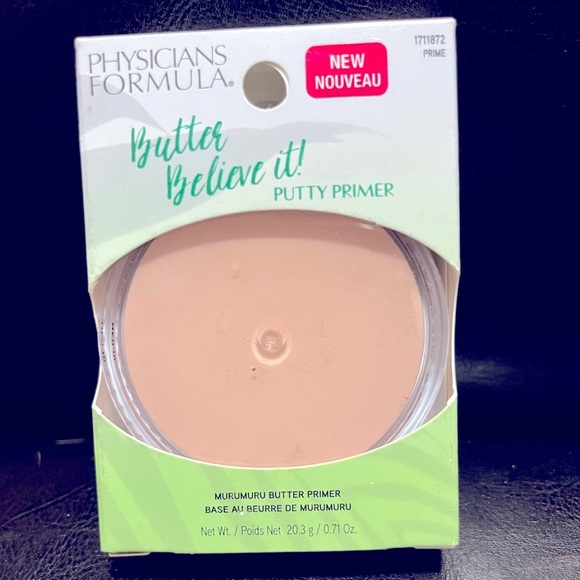 PHYSICIANS
FORMULA®
NEW
NOUVEAU
1711872
PRIME
Butter
Believe it!
PUTTY PRIMER
MURUMURU BUTTER PRIMER
BASE AU BEURRE DE MURUMURU
Net Wt. / Poids Net 20.3 g / 0.71 Oz.